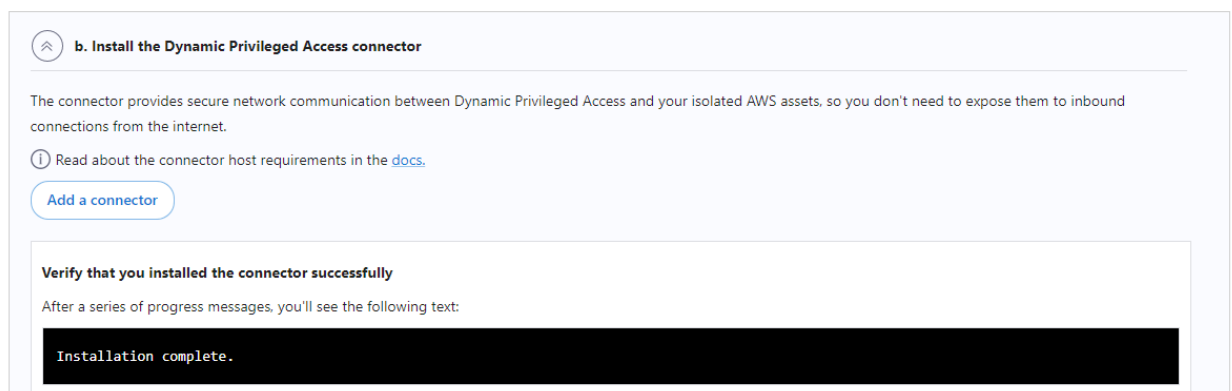 b. Install the Dynamic Privileged Access connector
The connector provides secure network communication between Dynamic Privileged Access and your isolated AWS assets, so you don't need to expose them to inbound
connections from the internet.
Read about the connector host requirements in the docs.
Add a connector
Verify that you installed the connector successfully
After a series of progress messages, you'll see the following text:
Installation complete.